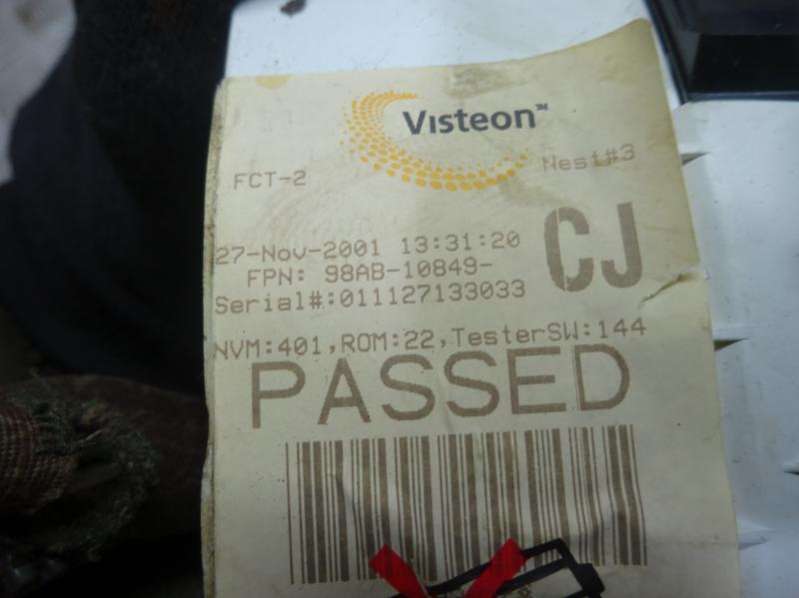 Visteon™
FCT-2
Nest#3
27-Nov-2001 13:31:20
FPN: 98AB-10849-
CJ
Serial#:011127133033
NVM:401,ROM:22,TesterSW:144
PASSED